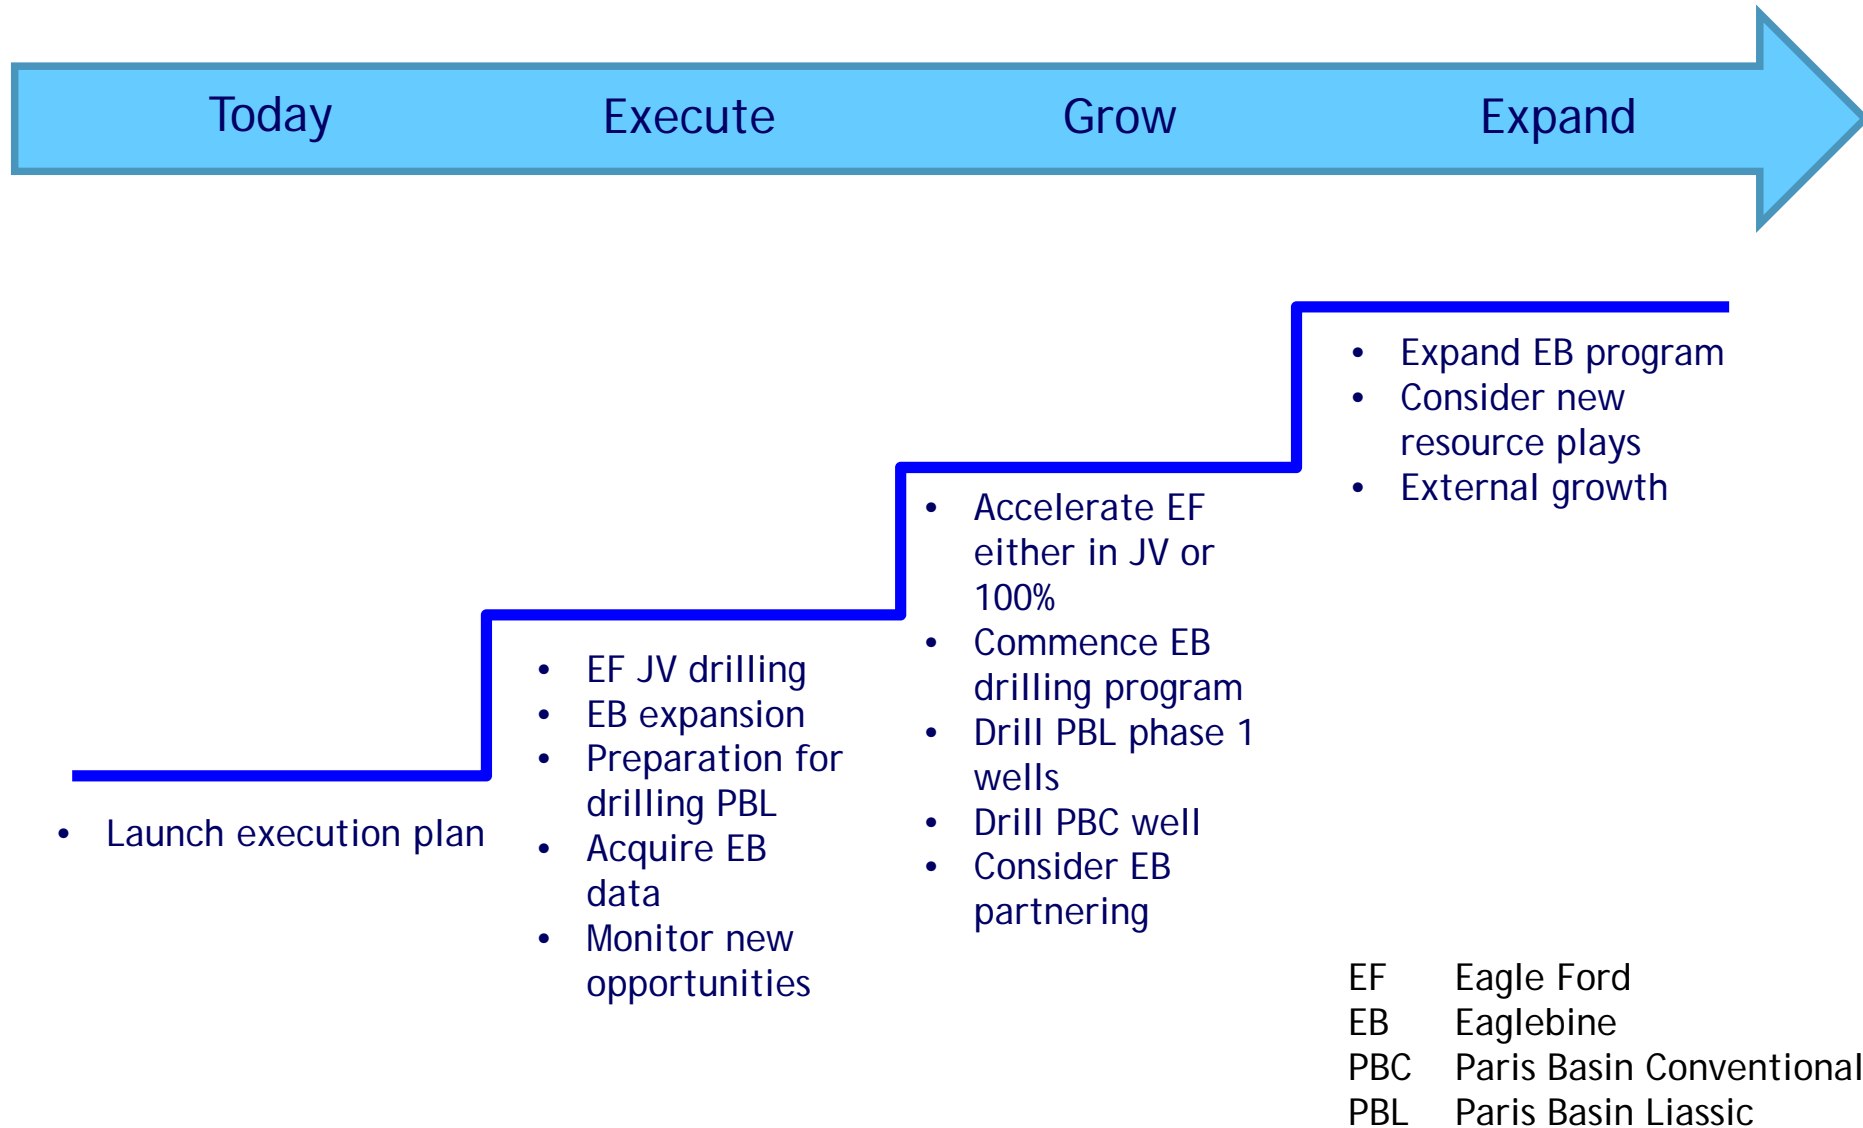 Today Execute Grow Expand
• Launch execution plan
• EF JV drilling
• EB expansion
• Preparation for
drilling PBL
• Acquire EB
data
• Monitor new
opportunities
• Accelerate EF
either in JV or
100%
• Commence EB
drilling program
• Drill PBL phase 1
wells
• Drill PBC well
• Consider EB
partnering
• Expand EB program
• Consider new
resource plays
• External growth
EF Eagle Ford
EB Eaglebine
PBC Paris Basin Conventional
PBL Paris Basin Liassic